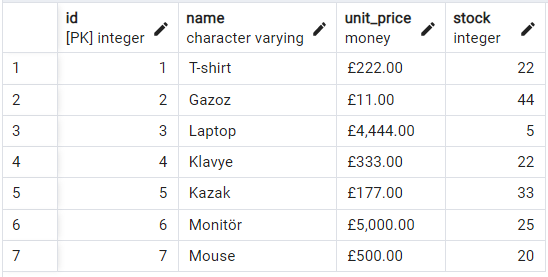 id name unit_price stock
[PK] integer character varying money integer
1 1 T-shirt £222.00 22
2 2 Gazoz £11.00 44
3 3 Laptop £4,444.00 5
4 4 Klavye £333.00 22
5 5 Kazak £177.00 33
6 6 Monitör £5,000.00 25
7 7 Mouse £500.00 20